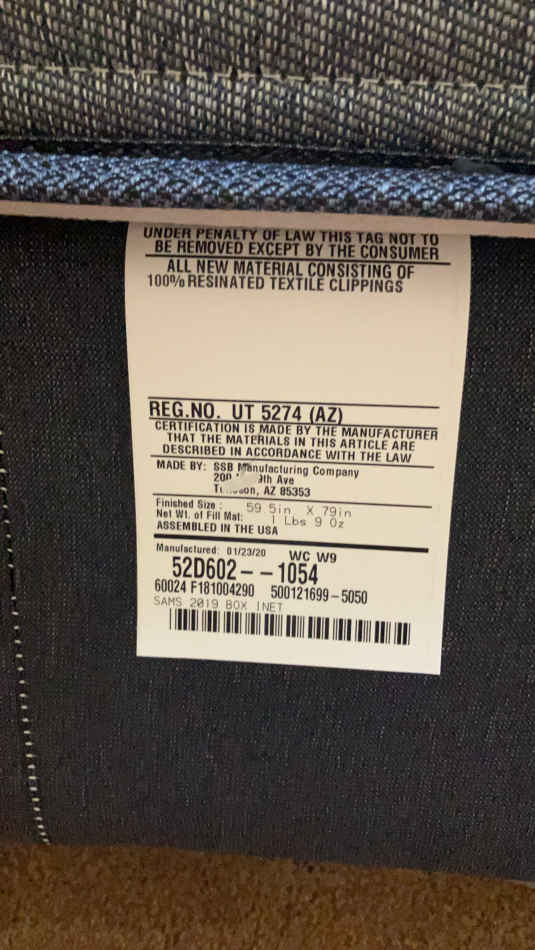 UNDER PENALTY OF LAW THIS TAG NOT TO
BE REMOVED EXCEPT BY THE CONSUMER
ALL NEW MATERIAL CONSISTING OF
100% RESINATED TEXTILE CLIPPINGS
REG.NO. UT 5274 (AZ)
CERTIFICATION IS MADE BY THE MANUFACTURER
THAT THE MATERIALS IN THIS ARTICLE ARE
DESCRIBED IN ACCORDANCE WITH THE LAW
MADE BY: SSB Manufacturing Company
Ave
AZ 85353
Finished Size : 59.5in X 79in
Net Wt. of Fill Mat: 1 Lbs 9 Oz
ASSEMBLED IN THE USA
Manufactured: 01/23/20 WC W9
52D602--1054
60024 F181004290 500121699-5050
SAMS 2019 BOX INET